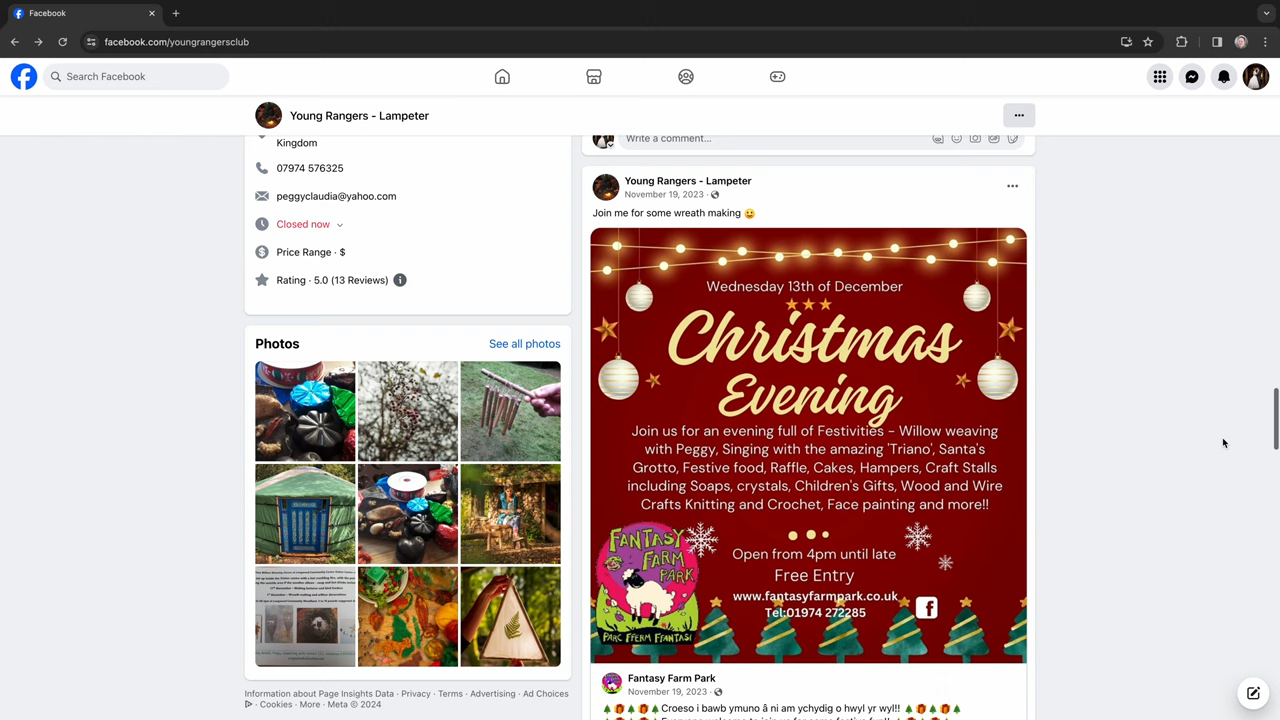 Facebook
facebook.com/youngrangersclub
Search Facebook
Young Rangers - Lampeter
Kingdom
07974 576325
peggyclaudia@yahoo.com
Closed now
Price Range · $
Rating · 5.0 (13 Reviews)
Photos
See all photos
Information about Page Insights Data · Privacy · Terms · Advertising · Ad Choices
· Cookies · More · Meta © 2024
Write a comment...
Young Rangers - Lampeter
November 19, 2023 ·
Join me for some wreath making 😀
Wednesday 13th of December
Christmas
Evening
Join us for an evening full of Festivities - Willow weaving
with Peggy, Singing with the amazing 'Triano', Santa's
Grotto, Festive food, Raffle, Cakes, Hampers, Craft Stalls
including Soaps, crystals, Children's Gifts, Wood and Wire
Crafts Knitting and Crochet, Face painting and more!!
FANTASY
FARM
PARK
PARC FFERM FFANTASI
Open from 4pm until late
Free Entry
www.fantasyfarmpark.co.uk
Tel:01974 272285
Fantasy Farm Park
November 19, 2023 ·
🎄🎁🎄🎁Croeso i bawb ymuno â ni am ychydig o hwyl yr wyl!! 🎄🎁🎄🎁🎄